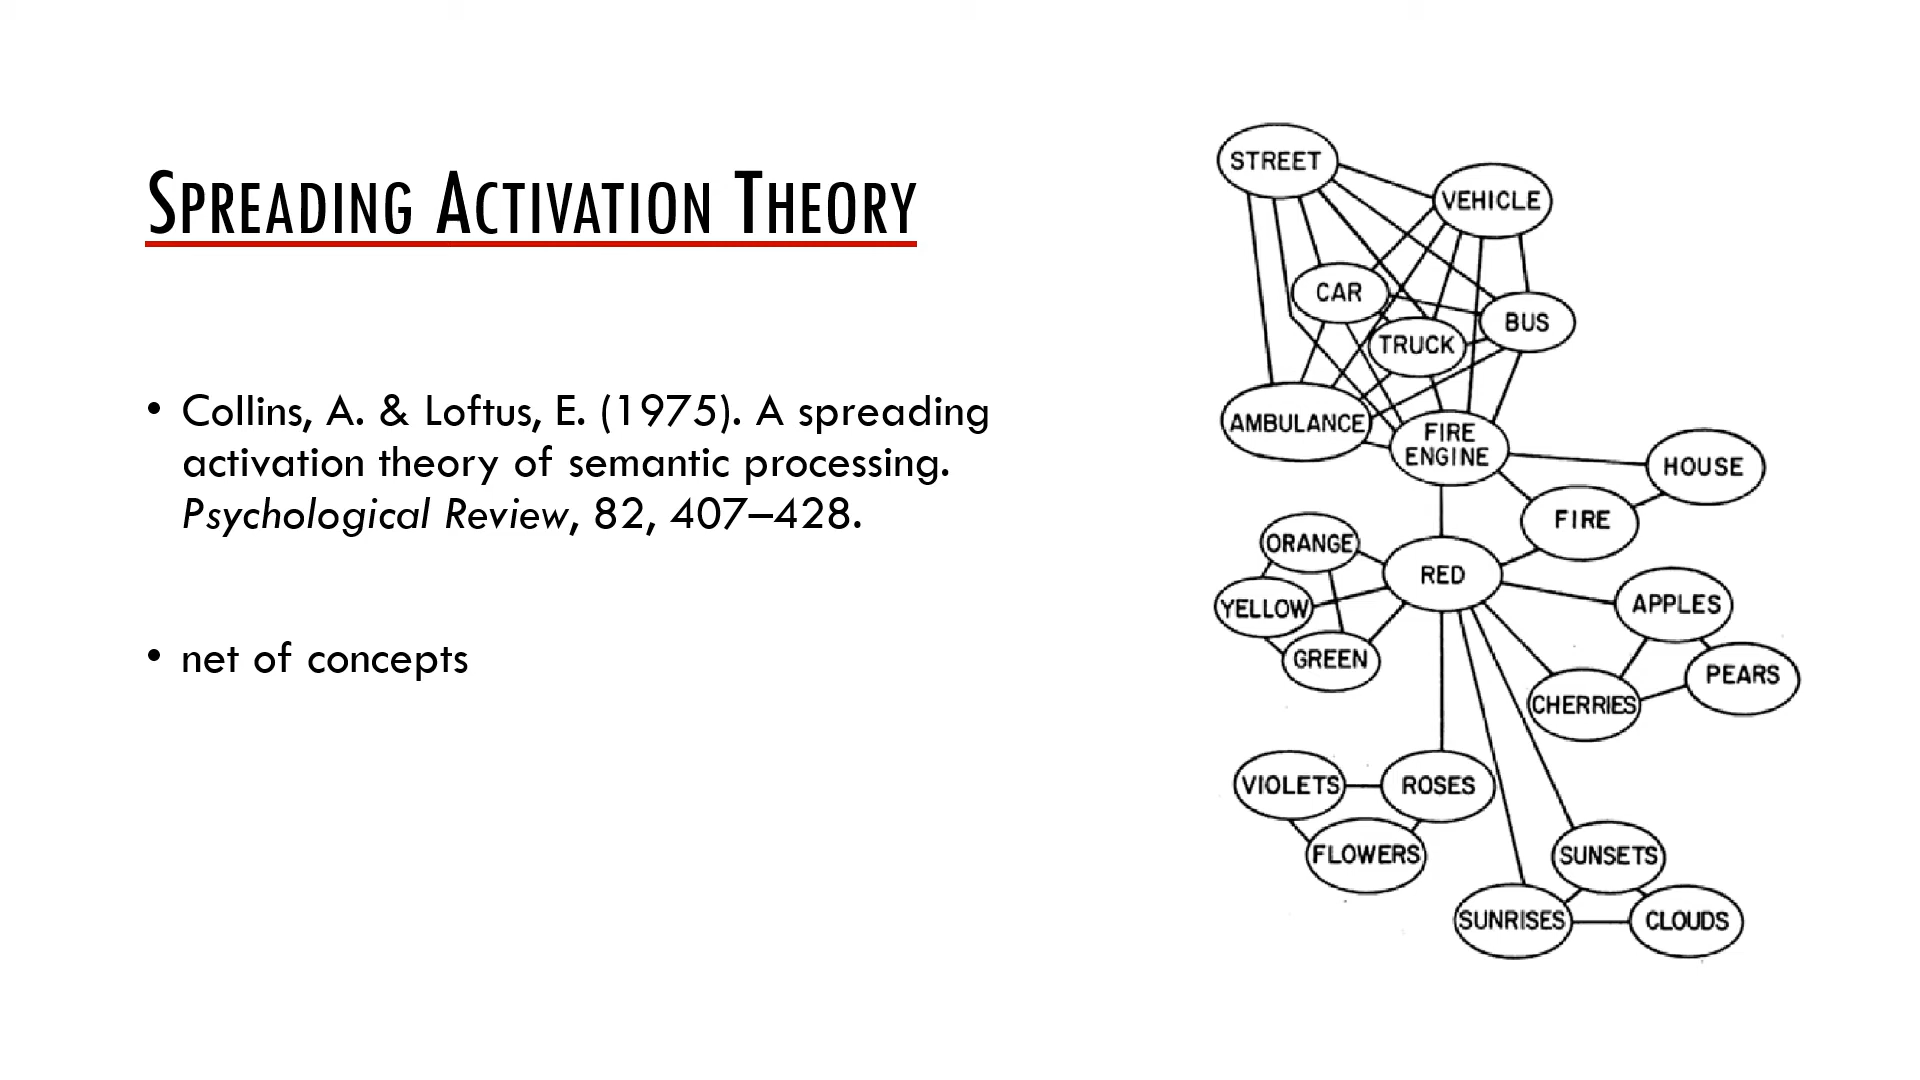 SPREADING ACTIVATION THEORY
• Collins, A. & Loftus, E. (1975). A spreading
activation theory of semantic processing.
Psychological Review, 82, 407–428.
• net of concepts
STREET
VEHICLE
CAR
BUS
TRUCK
AMBULANCE
FIRE
ENGINE
HOUSE
FIRE
ORANGE
RED
YELLOW
APPLES
GREEN
PEARS
CHERRIES
VIOLETS
ROSES
FLOWERS
SUNSETS
SUNRISES
CLOUDS